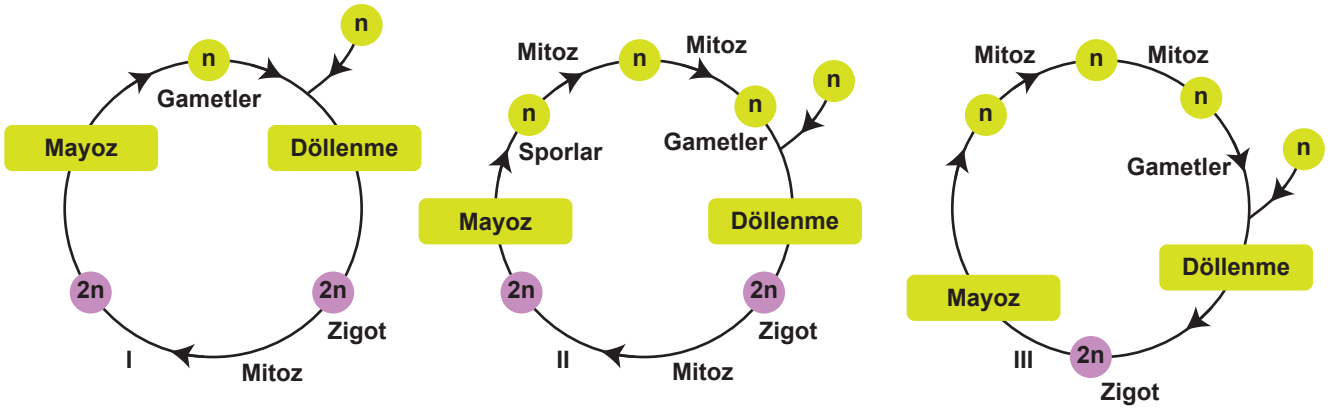 n
n
Gametler
Mayoz
Döllenme
2n
2n
Zigot
I
Mitoz
Mitoz
n
Mitoz
n
n
n
Sporlar
Gametler
Mayoz
Döllenme
2n
2n
Zigot
II
Mitoz
Mitoz
n
Mitoz
n
n
n
Gametler
Döllenme
Mayoz
III
2n
Zigot